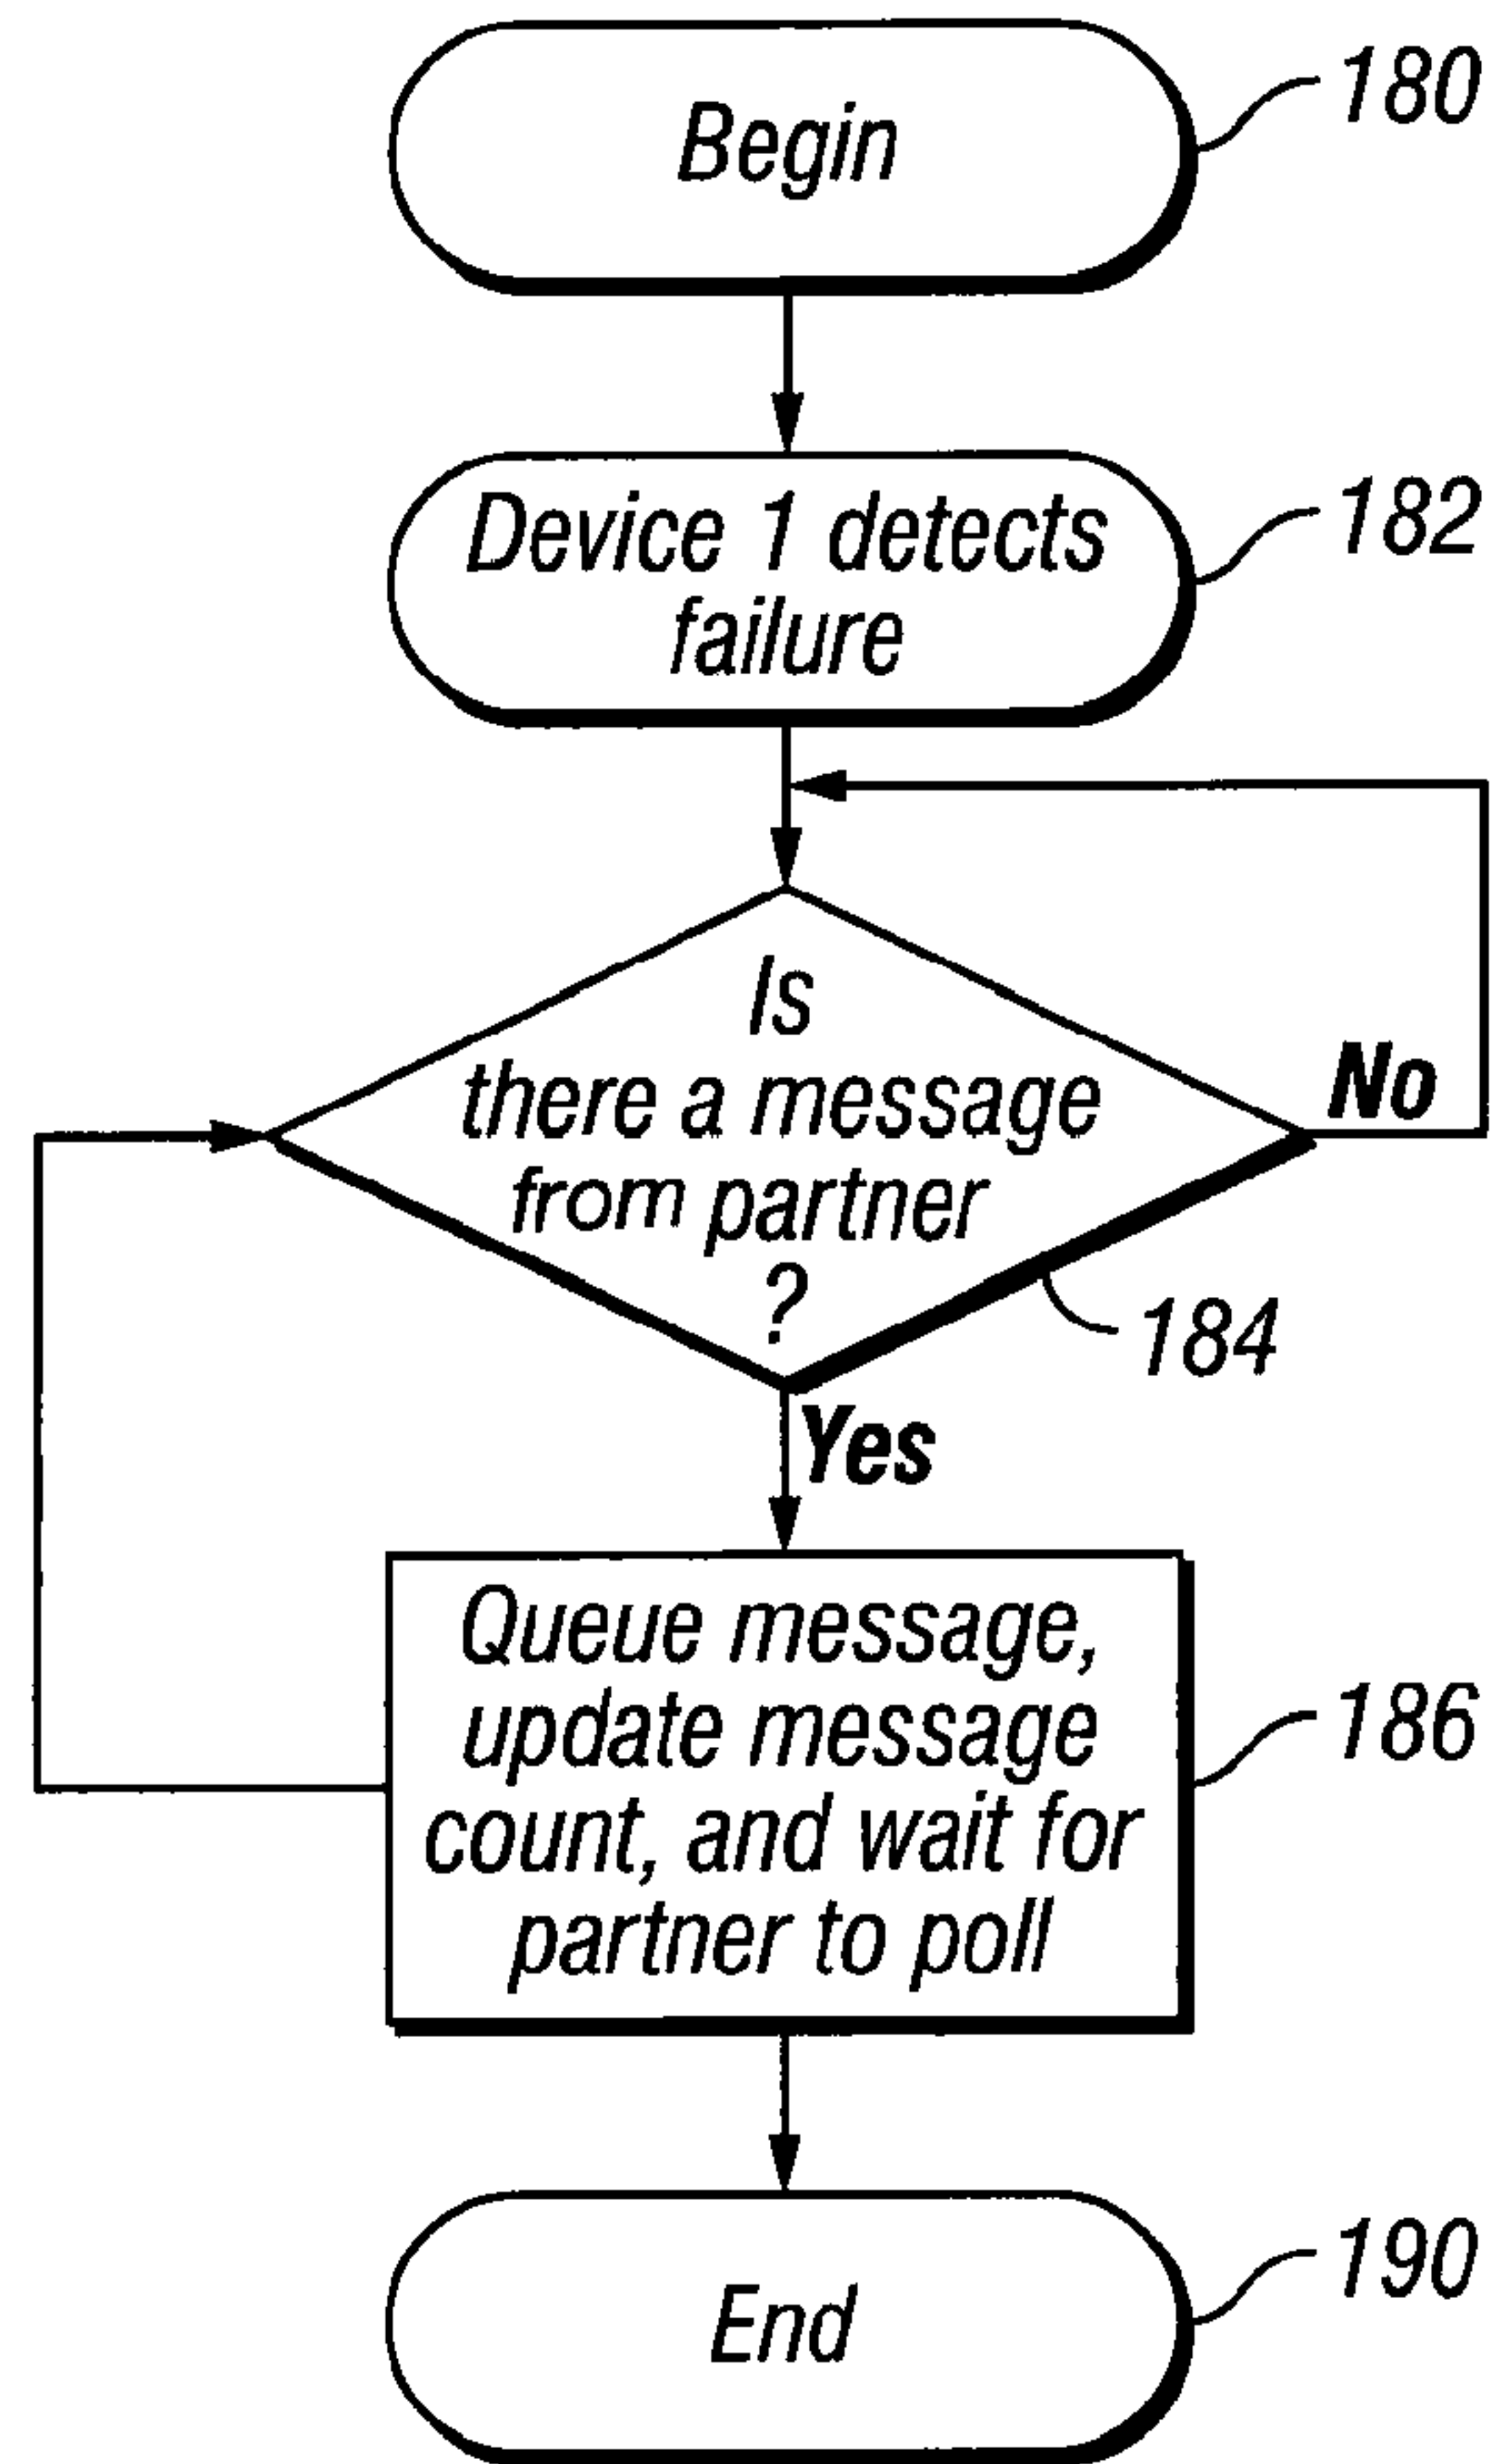 Begin
180
Device 1 detects
failure
182
Is
there a message
from partner
?
No
184
Yes
Queue message,
update message
count, and wait for
partner to poll
186
End
190